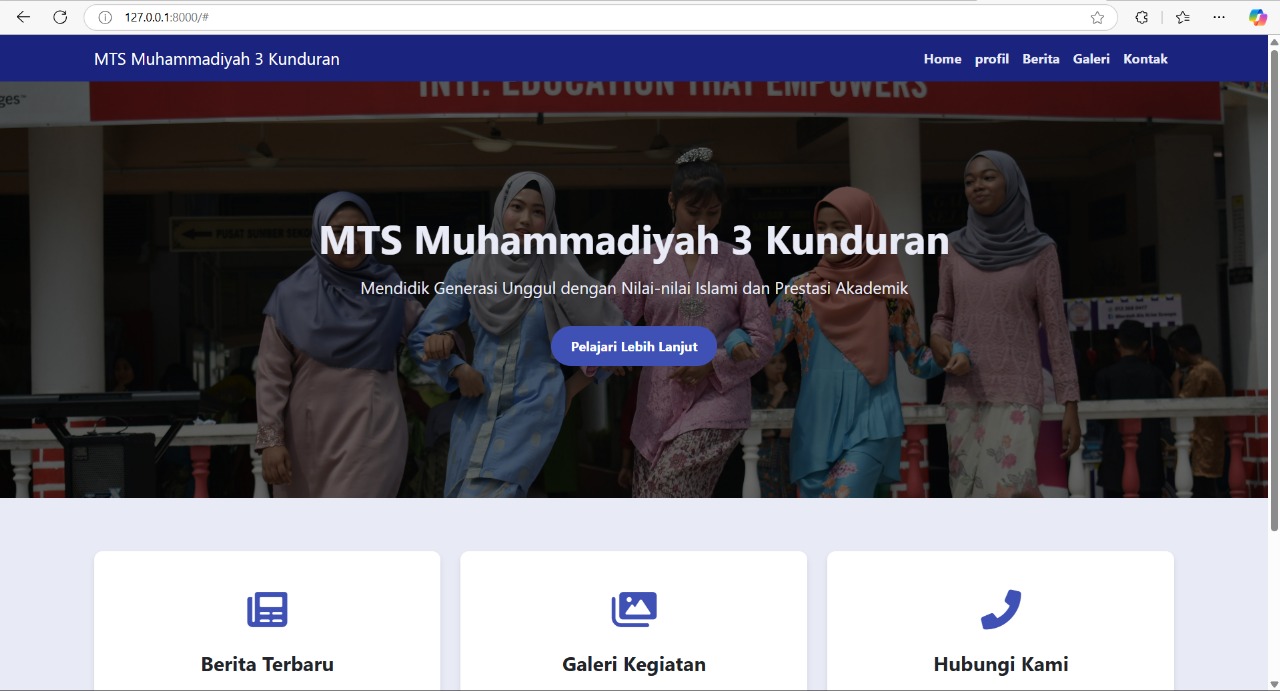 127.0.0.1:8000/#
MTS Muhammadiyah 3 Kunduran
Home profil Berita Galeri Kontak
INTI: EDUCATION THAT EMPOWERS
MTS Muhammadiyah 3 Kunduran
Mendidik Generasi Unggul dengan Nilai-nilai Islami dan Prestasi Akademik
Pelajari Lebih Lanjut
Berita Terbaru
Galeri Kegiatan
Hubungi Kami